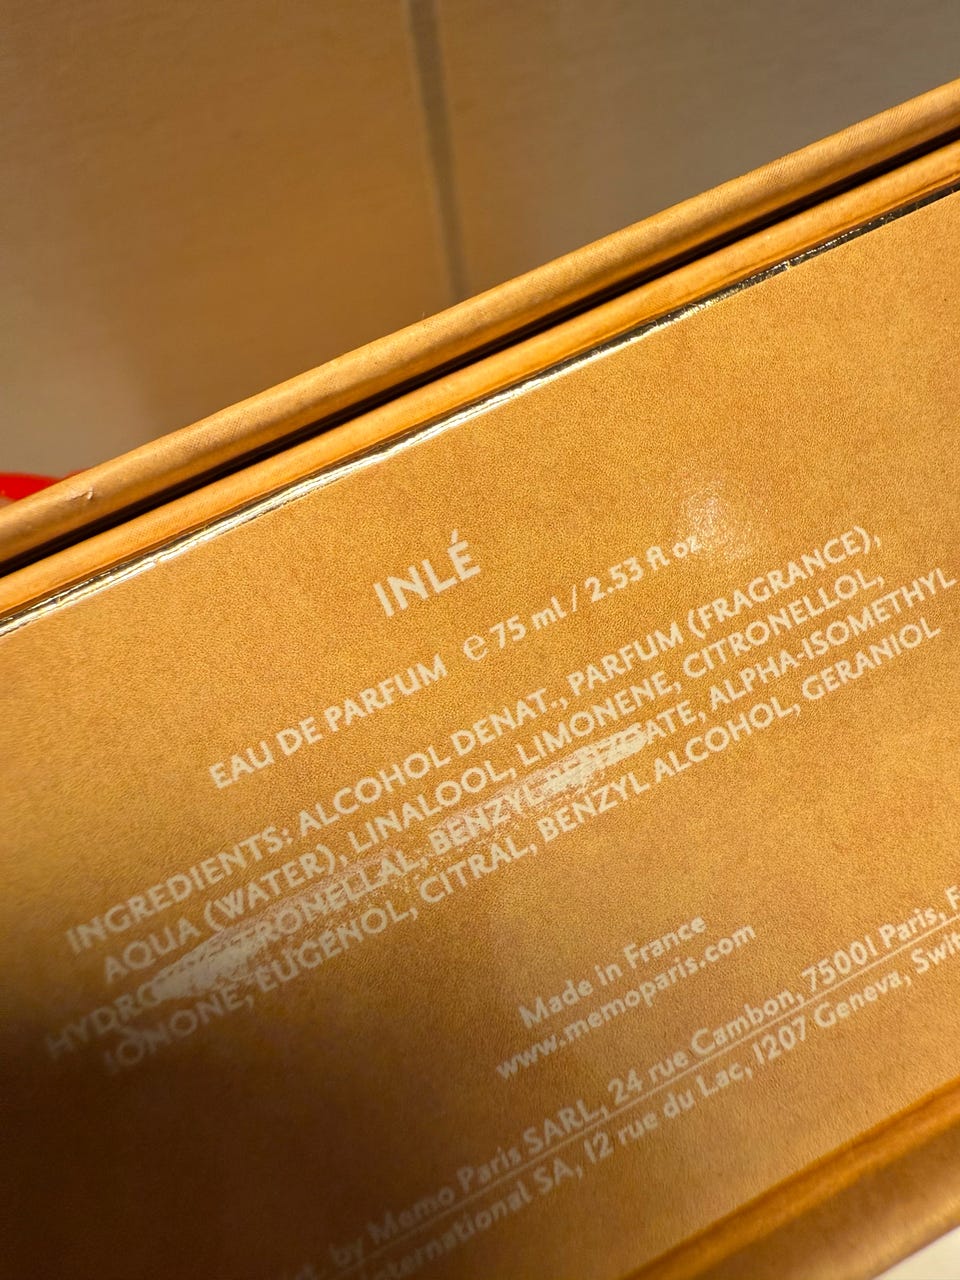 INLÉ
EAU DE PARFUM e 75 ml / 2.53 fl oz
INGREDIENTS: ALCOHOL DENAT., PARFUM (FRAGRANCE),
AQUA (WATER), LINALOOL, LIMONENE, CITRONELLOL,
BENZYL ALPHA-ISOMETHYL
IONONE, EUGENOL, CITRAL, BENZYL ALCOHOL, GERANIOL
Made in France
www.memoparis.com
by Memo Paris SARL, 24 rue Cambon, 75001 Paris,
International SA, 12 rue du Lac, 1207 Geneva,